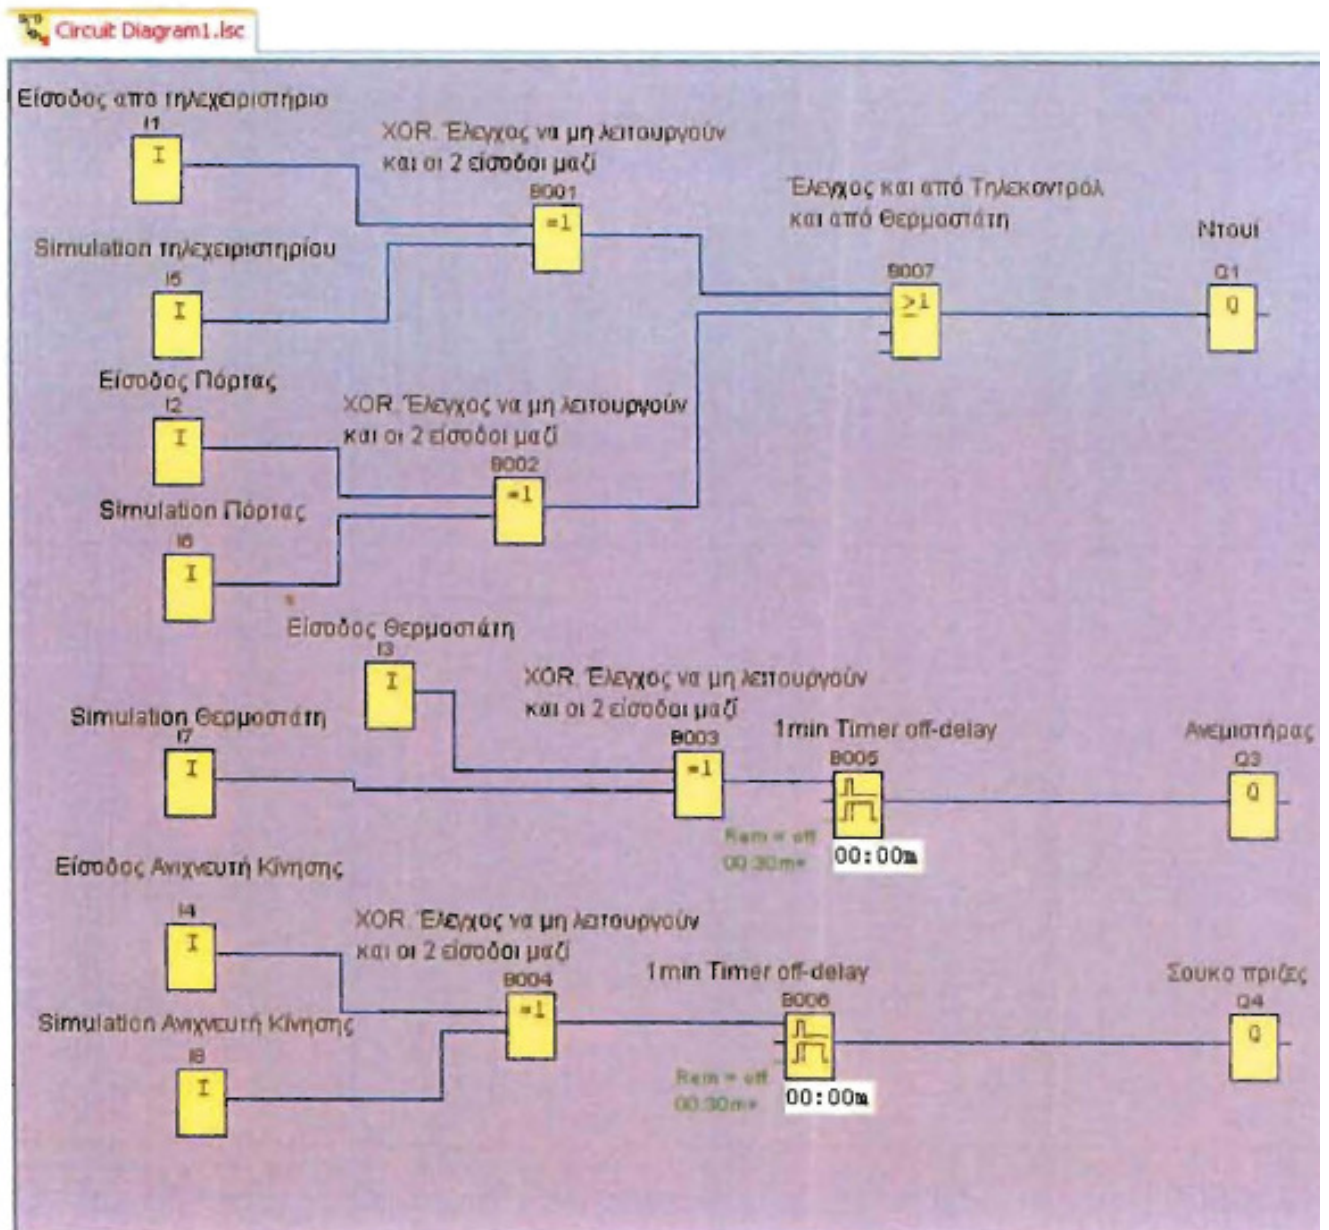 Circuit Diagram1.lsc
Είσοδος από τηλεχειριστήριο
I1
I
XOR. Έλεγχος να μη λειτουργούν
και οι 2 είσοδοι μαζί
B001
=1
Simulation τηλεχειριστηρίου
I5
I
Έλεγχος και από Τηλεκοντρόλ
και από Θερμοστάτη
B007
≥1
Ντουί
Q1
Q
Είσοδος Πόρτας
I2
I
XOR. Έλεγχος να μη λειτουργούν
και οι 2 είσοδοι μαζί
B002
=1
Simulation Πόρτας
I6
I
Είσοδος Θερμοστάτη
I3
I
XOR. Έλεγχος να μη λειτουργούν
και οι 2 είσοδοι μαζί
B003
=1
Simulation Θερμοστάτη
I7
I
1min Timer off-delay
B005
Rem = off
00:30m+
00:00m
Ανεμιστήρας
Q3
Q
Είσοδος Ανιχνευτή Κίνησης
I4
I
XOR. Έλεγχος να μη λειτουργούν
και οι 2 είσοδοι μαζί
B004
=1
Simulation Ανιχνευτή Κίνησης
I8
I
1min Timer off-delay
B006
Rem = off
00:30m+
00:00m
Σουκο πριζες
Q4
Q